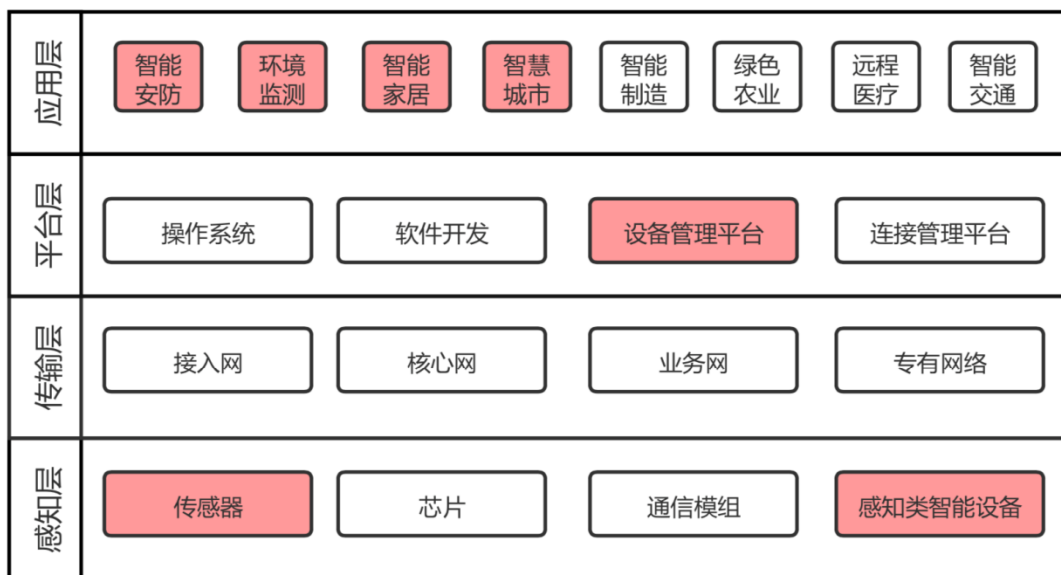 应用层
智能
安防
环境
监测
智能
家居
智慧
城市
智能
制造
绿色
农业
远程
医疗
智能
交通
平台层
操作系统
软件开发
设备管理平台
连接管理平台
传输层
接入网
核心网
业务网
专有网络
感知层
传感器
芯片
通信模组
感知类智能设备